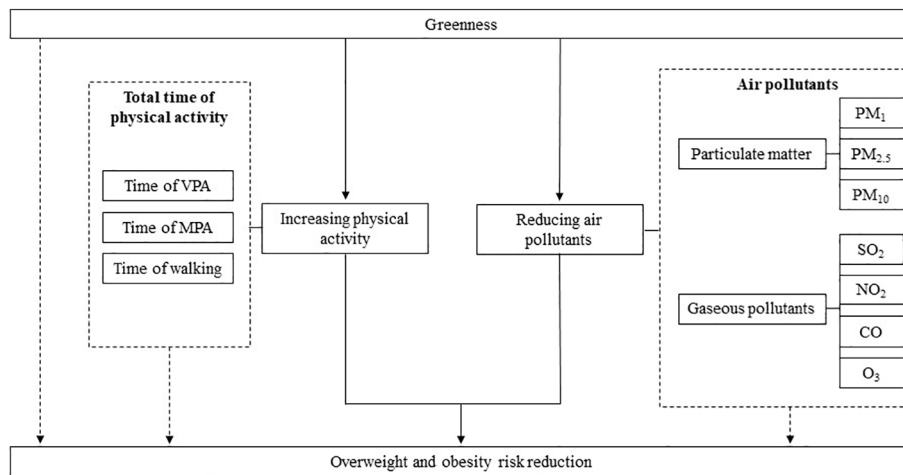 Greenness
Total time of
physical activity
Time of VPA
Time of MPA
Time of walking
Increasing physical
activity
Reducing air
pollutants
Air pollutants
Particulate matter
PM₁
PM₂.₅
PM₁₀
Gaseous pollutants
SO₂
NO₂
CO
O₃
Overweight and obesity risk reduction